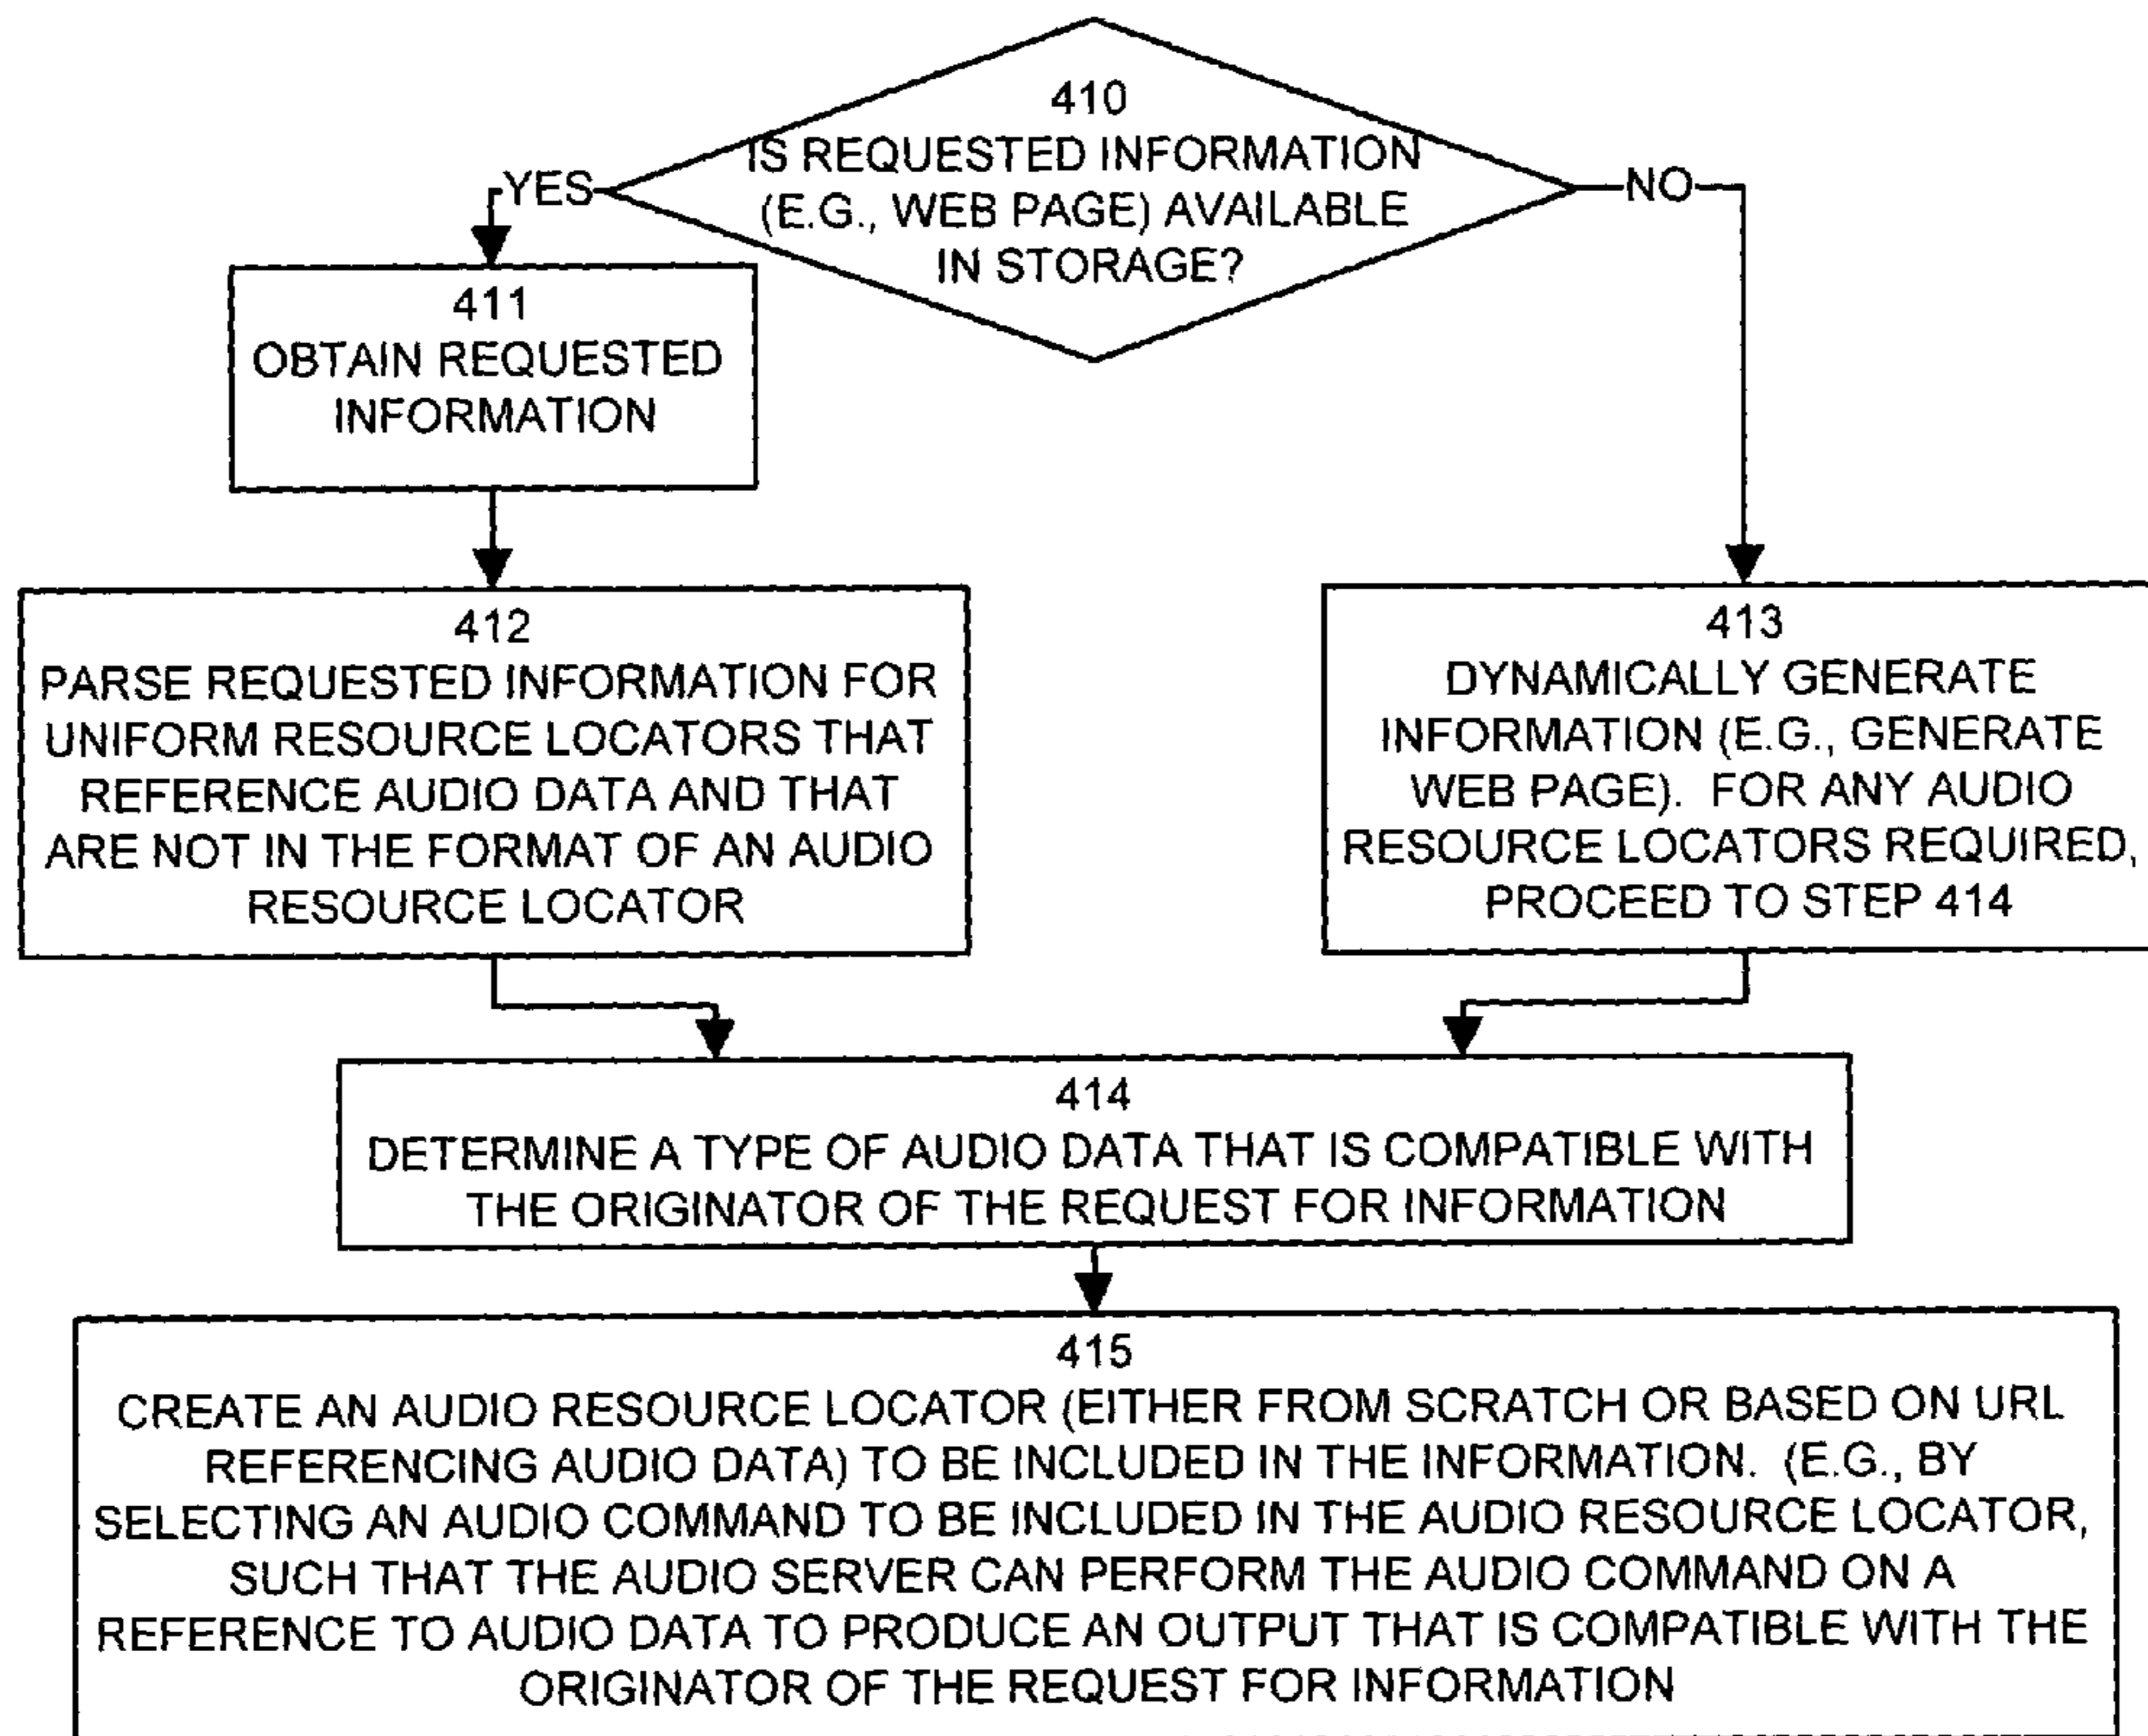 410
IS REQUESTED INFORMATION
(E.G., WEB PAGE) AVAILABLE
IN STORAGE?
YES
NO
411
OBTAIN REQUESTED
INFORMATION
412
PARSE REQUESTED INFORMATION FOR
UNIFORM RESOURCE LOCATORS THAT
REFERENCE AUDIO DATA AND THAT
ARE NOT IN THE FORMAT OF AN AUDIO
RESOURCE LOCATOR
413
DYNAMICALLY GENERATE
INFORMATION (E.G., GENERATE
WEB PAGE). FOR ANY AUDIO
RESOURCE LOCATORS REQUIRED,
PROCEED TO STEP 414
414
DETERMINE A TYPE OF AUDIO DATA THAT IS COMPATIBLE WITH
THE ORIGINATOR OF THE REQUEST FOR INFORMATION
415
CREATE AN AUDIO RESOURCE LOCATOR (EITHER FROM SCRATCH OR BASED ON URL
REFERENCING AUDIO DATA) TO BE INCLUDED IN THE INFORMATION. (E.G., BY
SELECTING AN AUDIO COMMAND TO BE INCLUDED IN THE AUDIO RESOURCE LOCATOR,
SUCH THAT THE AUDIO SERVER CAN PERFORM THE AUDIO COMMAND ON A
REFERENCE TO AUDIO DATA TO PRODUCE AN OUTPUT THAT IS COMPATIBLE WITH THE
ORIGINATOR OF THE REQUEST FOR INFORMATION